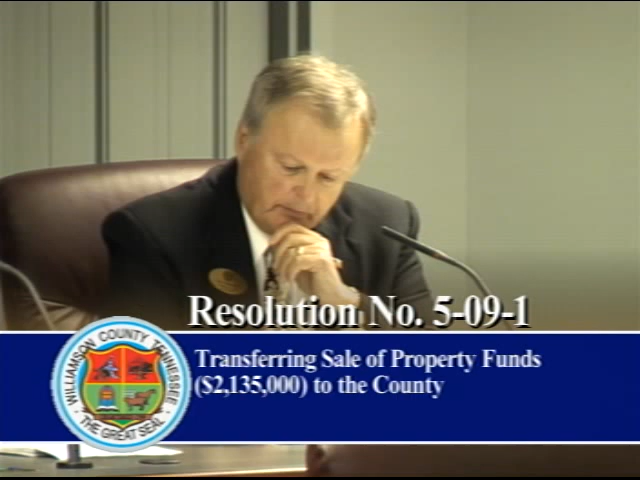 Resolution No. 5-09-1
Transferring Sale of Property Funds
($2,135,000) to the County
WILLIAMSON COUNTY TENNESSEE
THE GREAT SEAL